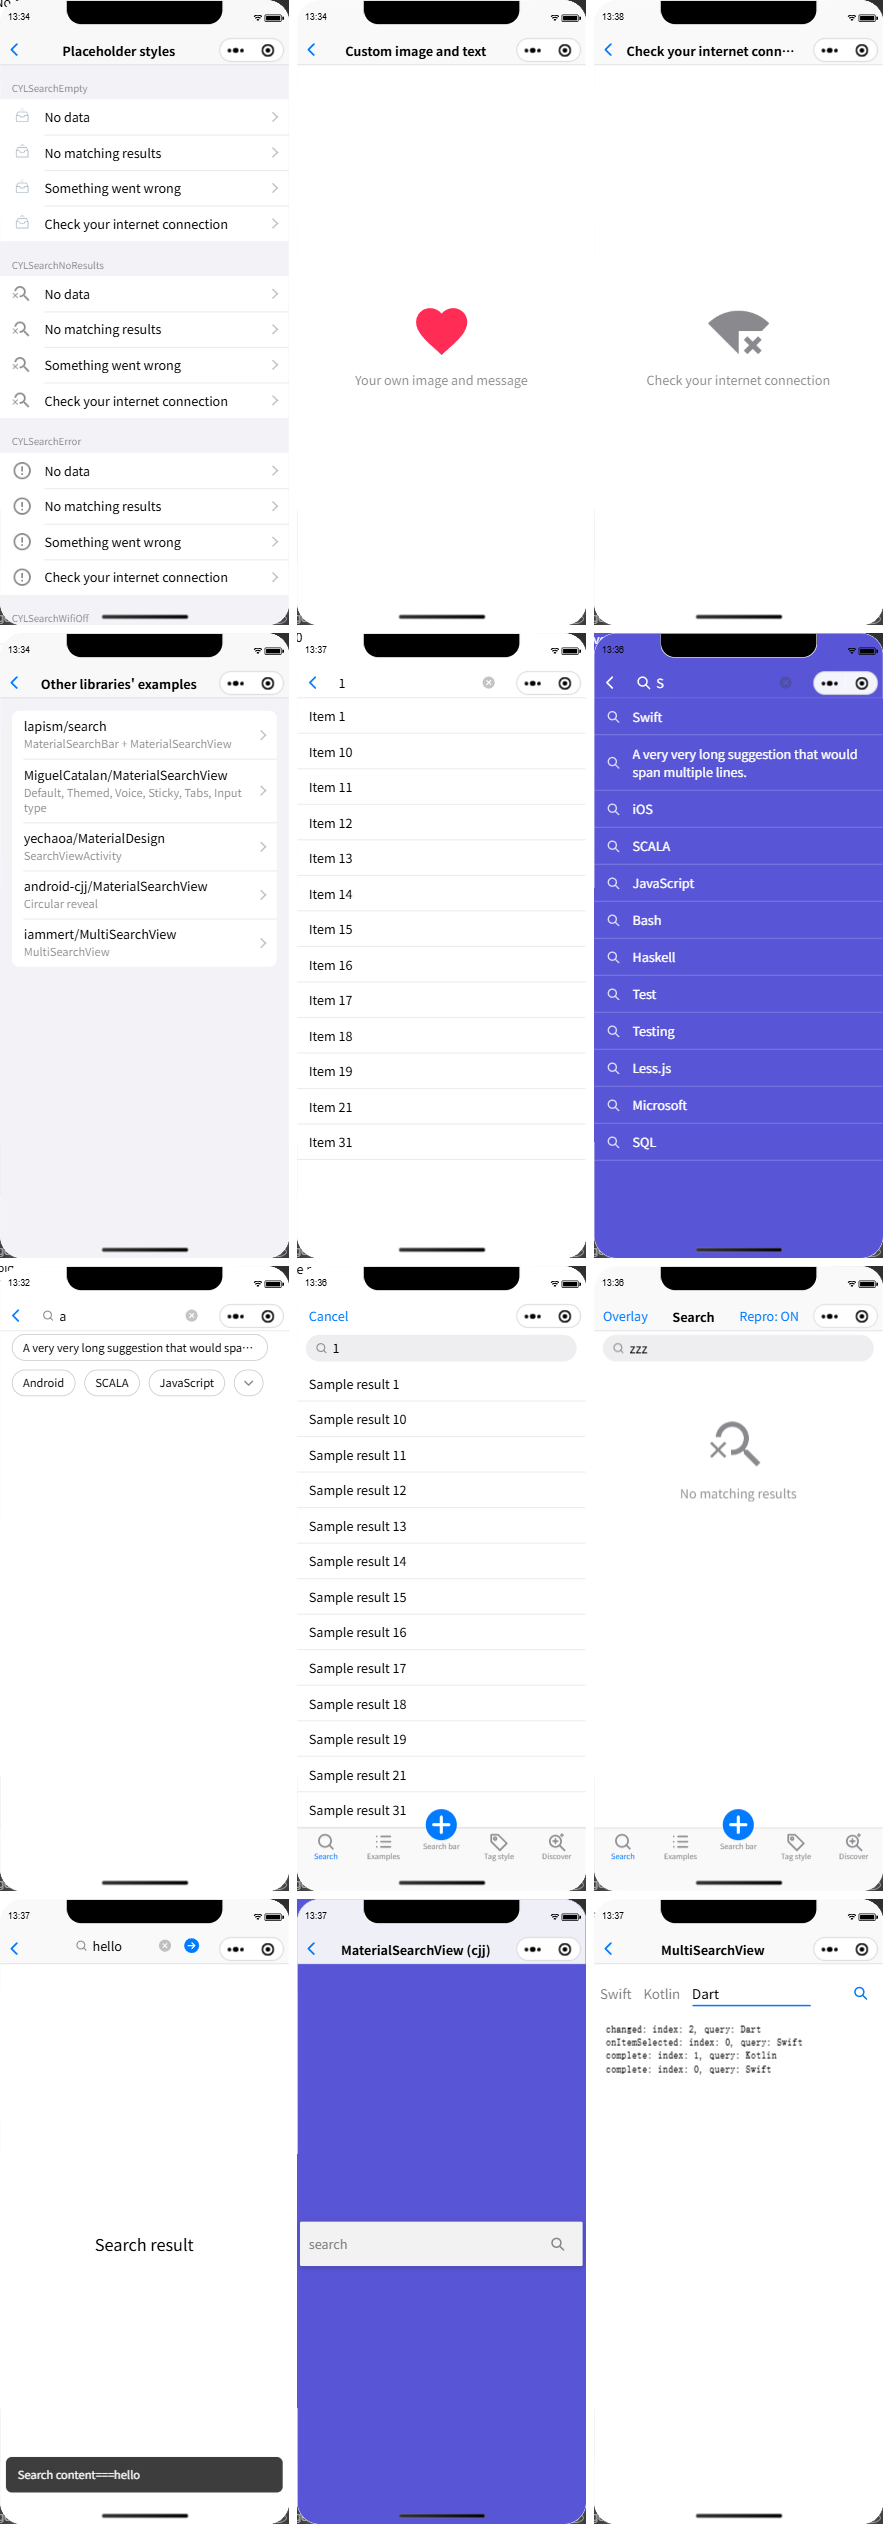 13:34
Placeholder styles
CYLSearchEmpty
No data
No matching results
Something went wrong
Check your internet connection
CYLSearchNoResults
No data
No matching results
Something went wrong
Check your internet connection
CYLSearchError
No data
No matching results
Something went wrong
Check your internet connection
CYLSearchWifiOff
13:34
Custom image and text
Your own image and message
13:38
Check your internet conn···
Check your internet connection
13:34
Other libraries' examples
lapism/search
MaterialSearchBar + MaterialSearchView
MiguelCatalan/MaterialSearchView
Default, Themed, Voice, Sticky, Tabs, Input
type
yechaoa/MaterialDesign
SearchViewActivity
android-cjj/MaterialSearchView
Circular reveal
iammert/MultiSearchView
MultiSearchView
13:37
1
Item 1
Item 10
Item 11
Item 12
Item 13
Item 14
Item 15
Item 16
Item 17
Item 18
Item 19
Item 21
Item 31
13:36
S
Swift
A very very long suggestion that would
span multiple lines.
iOS
SCALA
JavaScript
Bash
Haskell
Test
Testing
Less.js
Microsoft
SQL
13:32
a
A very very long suggestion that would spa···
Android SCALA JavaScript
13:36
Cancel
1
Sample result 1
Sample result 10
Sample result 11
Sample result 12
Sample result 13
Sample result 14
Sample result 15
Sample result 16
Sample result 17
Sample result 18
Sample result 19
Sample result 21
Sample result 31
Search Examples Search bar Tag style Discover
13:36
Overlay Search Repro: ON
zzz
No matching results
Search Examples Search bar Tag style Discover
13:37
hello
Search result
Search content===hello
13:37
MaterialSearchView (cjj)
search
13:37
MultiSearchView
Swift Kotlin Dart
changed: index: 2, query: Dart
onItemSelected: index: 0, query: Swift
complete: index: 1, query: Kotlin
complete: index: 0, query: Swift